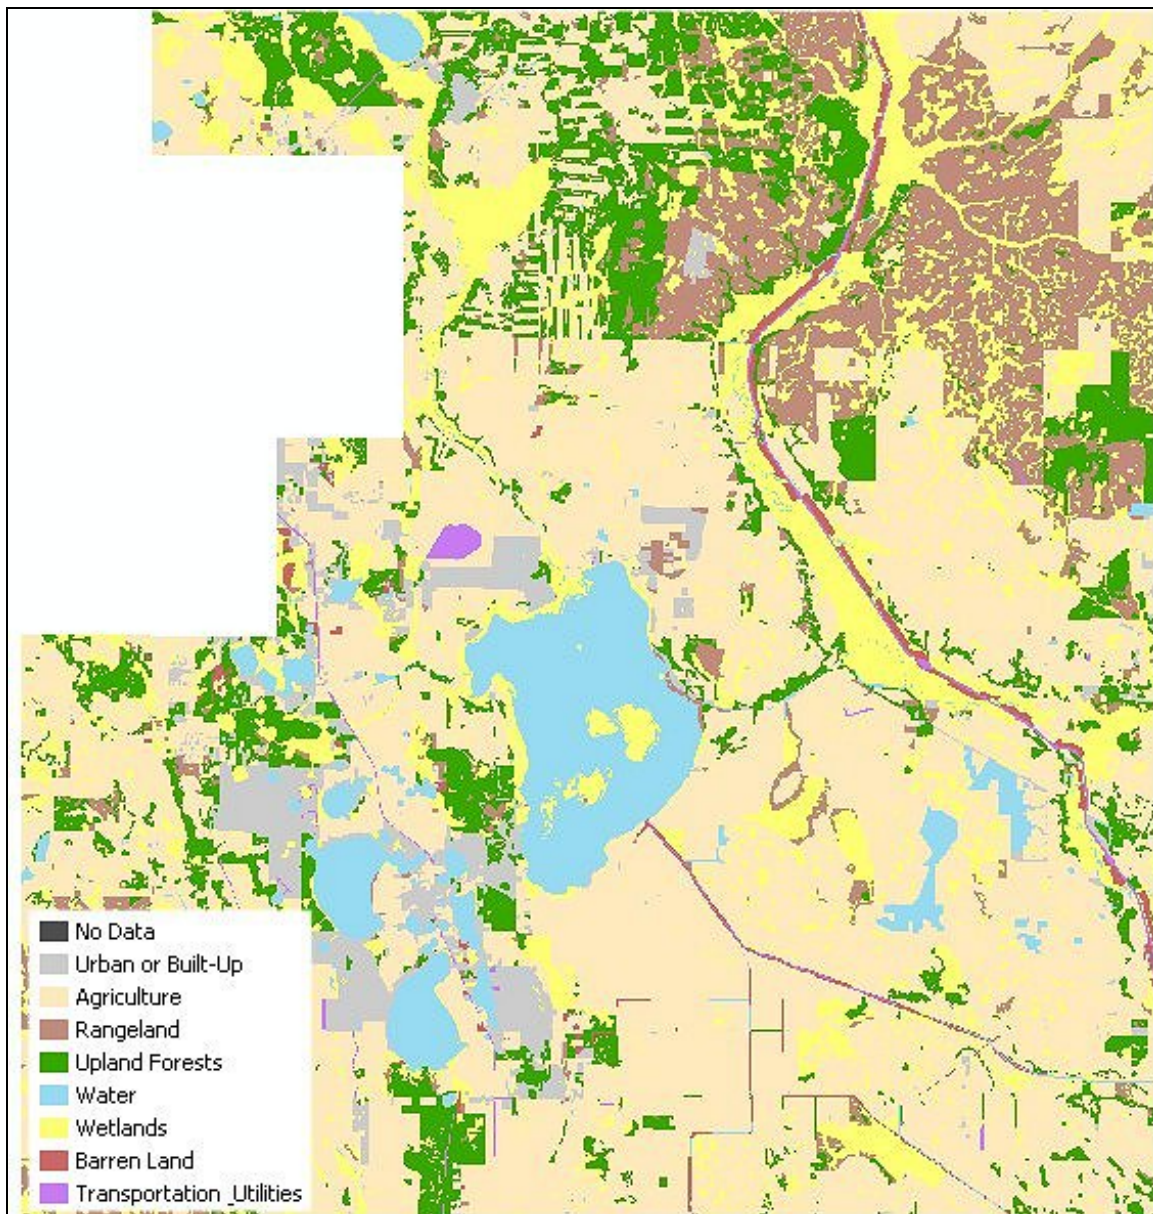 No Data
Urban or Built-Up
Agriculture
Rangeland
Upland Forests
Water
Wetlands
Barren Land
Transportation _Utilities